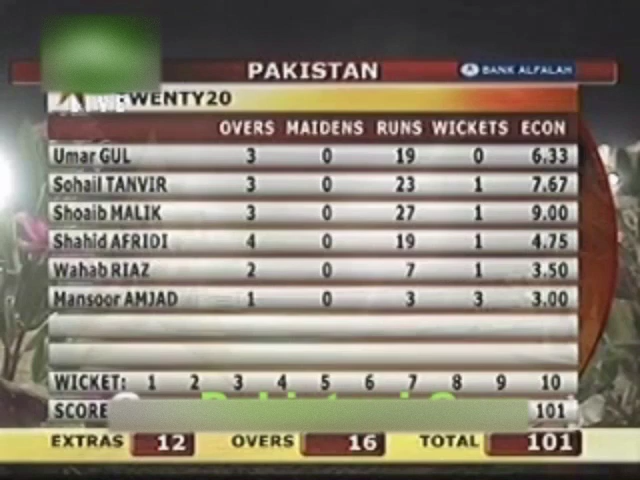 PAKISTAN BANK ALFALAH
TWENTY20
OVERS MAIDENS RUNS WICKETS ECON
Umar GUL 3 0 19 0 6.33
Sohail TANVIR 3 0 23 1 7.67
Shoaib MALIK 3 0 27 1 9.00
Shahid AFRIDI 4 0 19 1 4.75
Wahab RIAZ 2 0 7 1 3.50
Mansoor AMJAD 1 0 3 3 3.00
WICKET: 1 2 3 4 5 6 7 8 9 10
SCORE 101
EXTRAS 12 OVERS 16 TOTAL 101